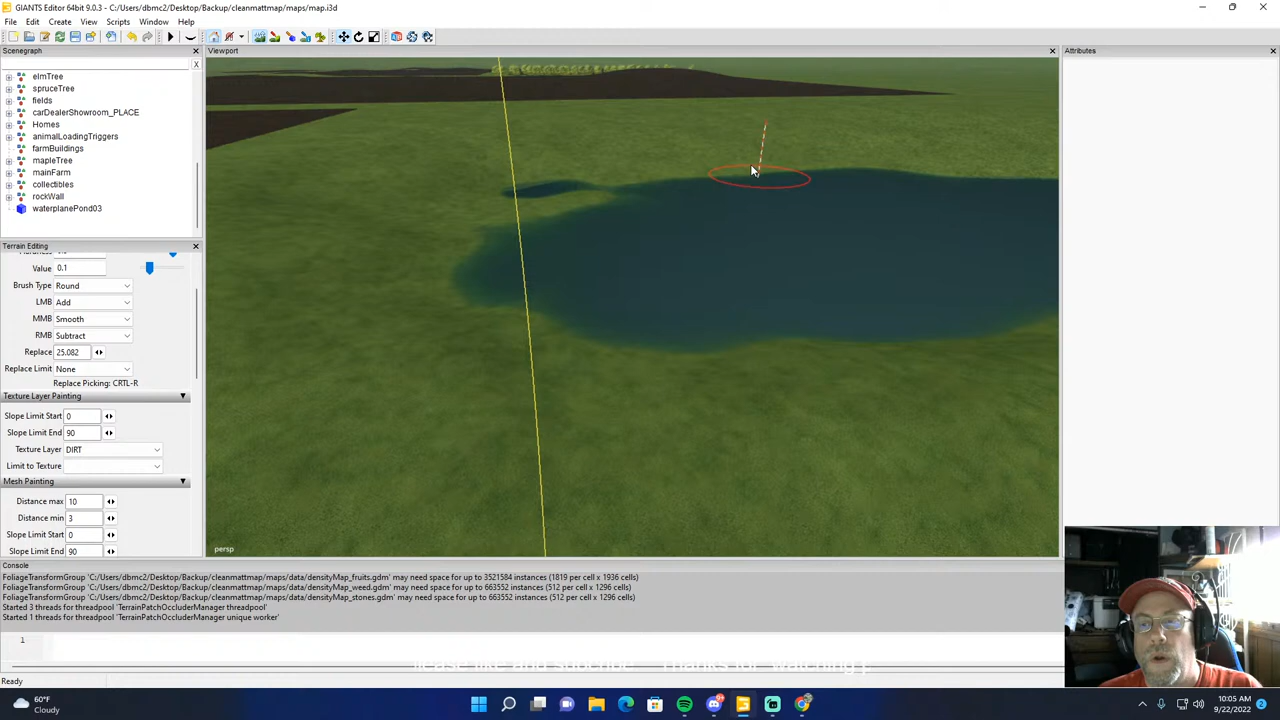 GIANTS Editor 64bit 9.0.3 - C:/Users/dbmc2/Desktop/Backup/cleanmattmap/maps/map.i3d
File Edit Create View Scripts Window Help
Scenegraph
Viewport
Attributes
X
elmTree
spruceTree
fields
carDealerShowroom_PLACE
Homes
animalLoadingTriggers
farmBuildings
mapleTree
mainFarm
collectibles
rockWall
waterplanePond03
Terrain Editing
Value 0.1
Brush Type Round
LMB Add
MMB Smooth
RMB Subtract
Replace 25.082
Replace Limit None
Replace Picking: CRTL-R
Texture Layer Painting
Slope Limit Start 0
Slope Limit End 90
Texture Layer DIRT
Limit to Texture
Mesh Painting
Distance max 10
Distance min 3
Slope Limit Start 0
Slope Limit End 90
persp
Console
FoliageTransformGroup 'C:/Users/dbmc2/Desktop/Backup/cleanmattmap/maps/data/densityMap_fruits.gdm' may need space for up to 3521584 instances (1819 per cell x 1936 cells)
FoliageTransformGroup 'C:/Users/dbmc2/Desktop/Backup/cleanmattmap/maps/data/densityMap_weed.gdm' may need space for up to 663552 instances (512 per cell x 1296 cells)
FoliageTransformGroup 'C:/Users/dbmc2/Desktop/Backup/cleanmattmap/maps/data/densityMap_stones.gdm' may need space for up to 663552 instances (512 per cell x 1296 cells)
Started 3 threads for threadpool 'TerrainPatchOccluderManager threadpool'
Started 1 threads for threadpool 'TerrainPatchOccluderManager unique worker'
1
Ready
60°F
Cloudy
10:05 AM
9/22/2022
2